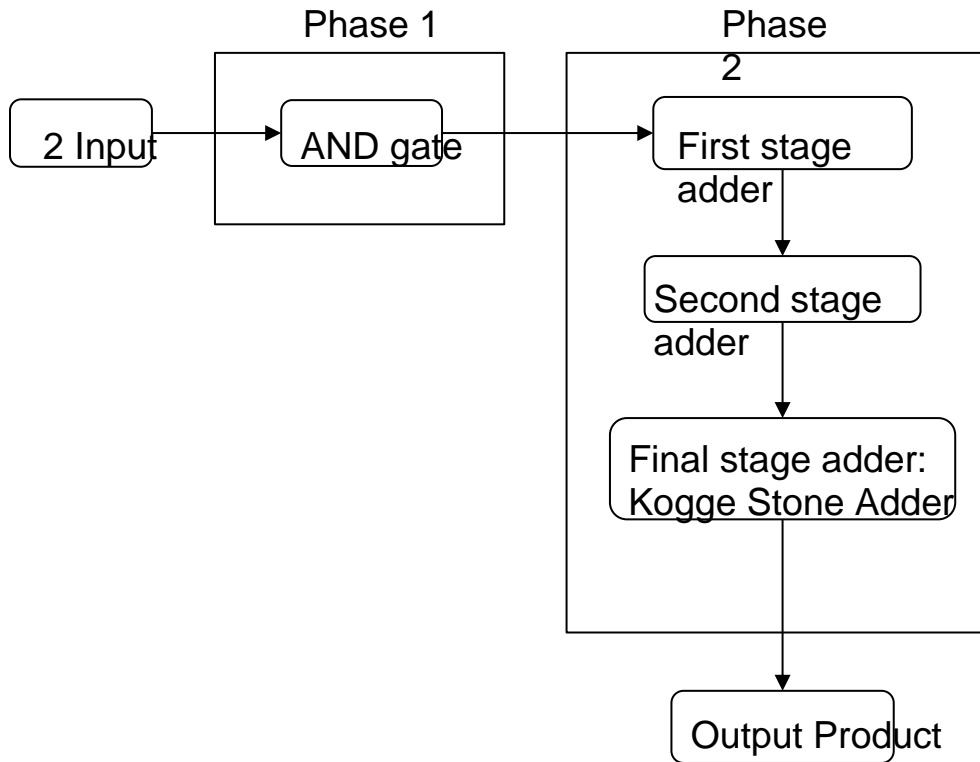 Phase 1
Phase
2
2 Input
AND gate
First stage
adder
Second stage
adder
Final stage adder:
Kogge Stone Adder
Output Product